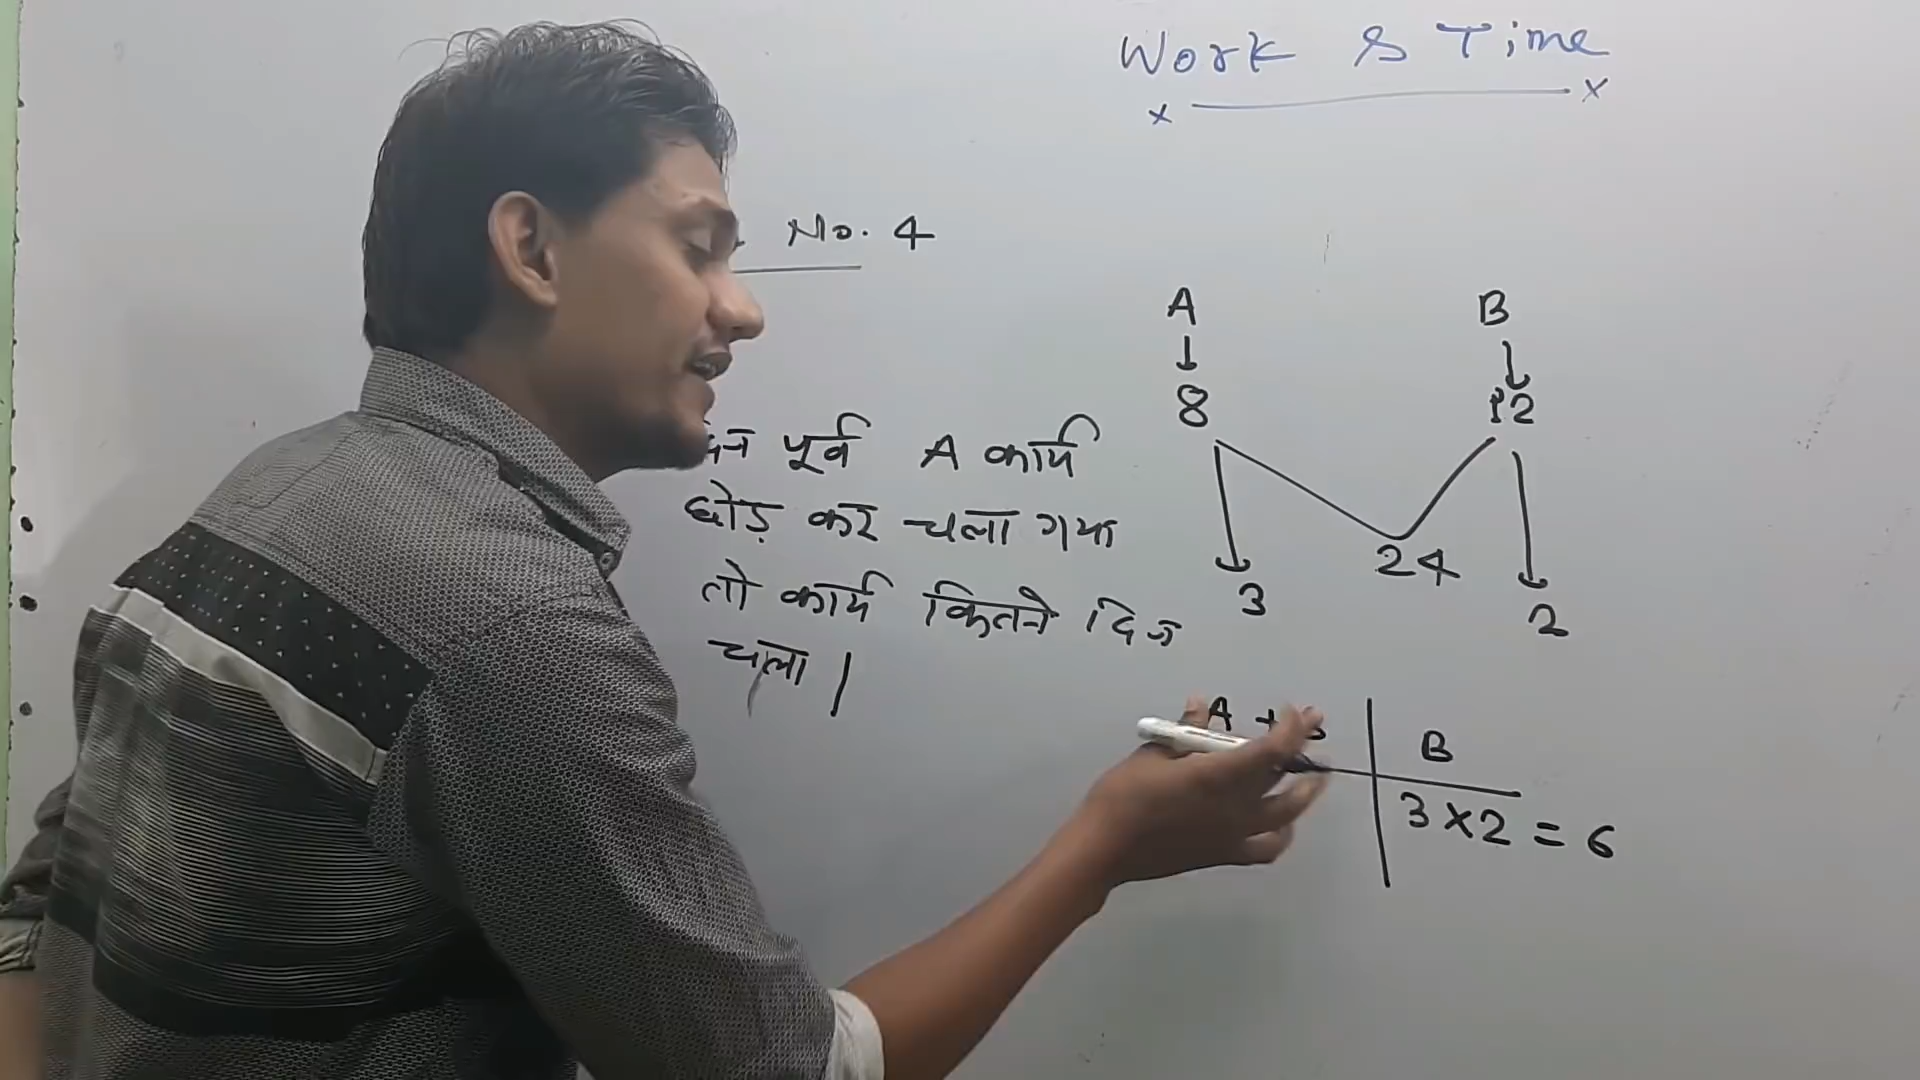 Work & Time
x x
No. 4
A B
↓ ↓
8 12
पूर्व A कार्य
छोड़ कर चला गया
24
तो कार्य कितने दिन
3 2
चला।
A + B | B
3 × 2 = 6